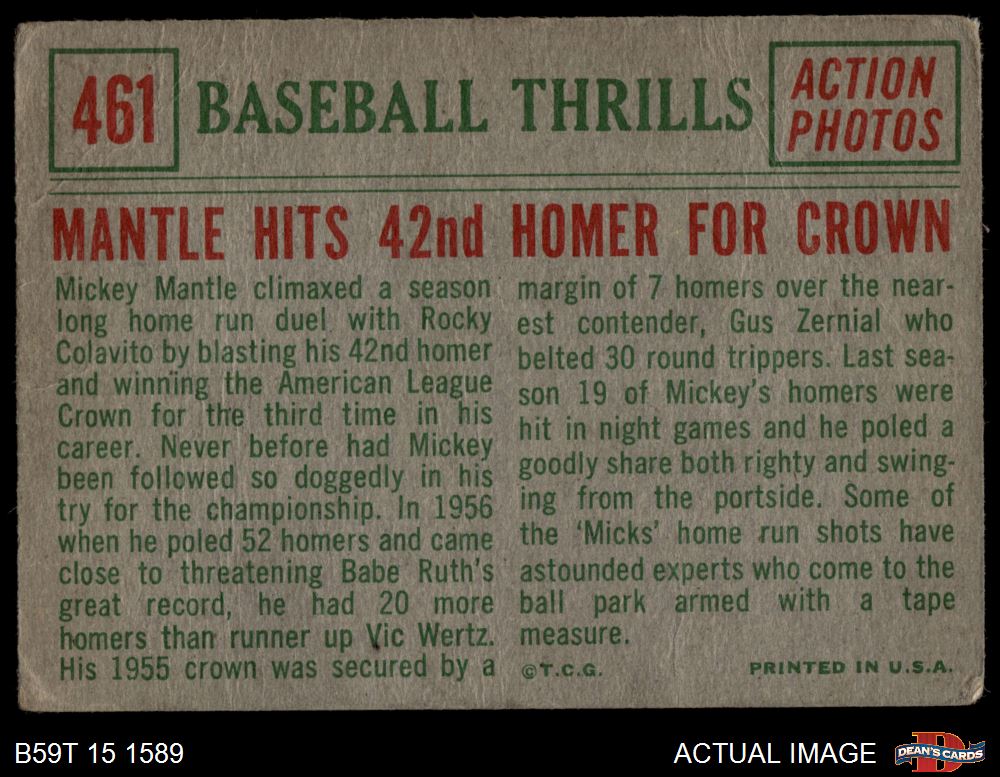 461
BASEBALL THRILLS
ACTION
PHOTOS
MANTLE HITS 42nd HOMER FOR CROWN
Mickey Mantle climaxed a season
long home run duel with Rocky
Colavito by blasting his 42nd homer
and winning the American League
Crown for the third time in his
career. Never before had Mickey
been followed so doggedly in his
try for the championship. In 1956
when he poled 52 homers and came
close to threatening Babe Ruth's
great record, he had 20 more
homers than runner up Vic Wertz.
His 1955 crown was secured by a
margin of 7 homers over the near-
est contender, Gus Zernial who
belted 30 round trippers. Last sea-
son 19 of Mickey's homers were
hit in night games and he poled a
goodly share both righty and swing-
ing from the portside. Some of
the 'Micks' home run shots have
astounded experts who come to the
ball park armed with a tape
measure.
©T.C.G.
PRINTED IN U.S.A.
B59T 15 1589
ACTUAL IMAGE
D
DEAN'S CARDS